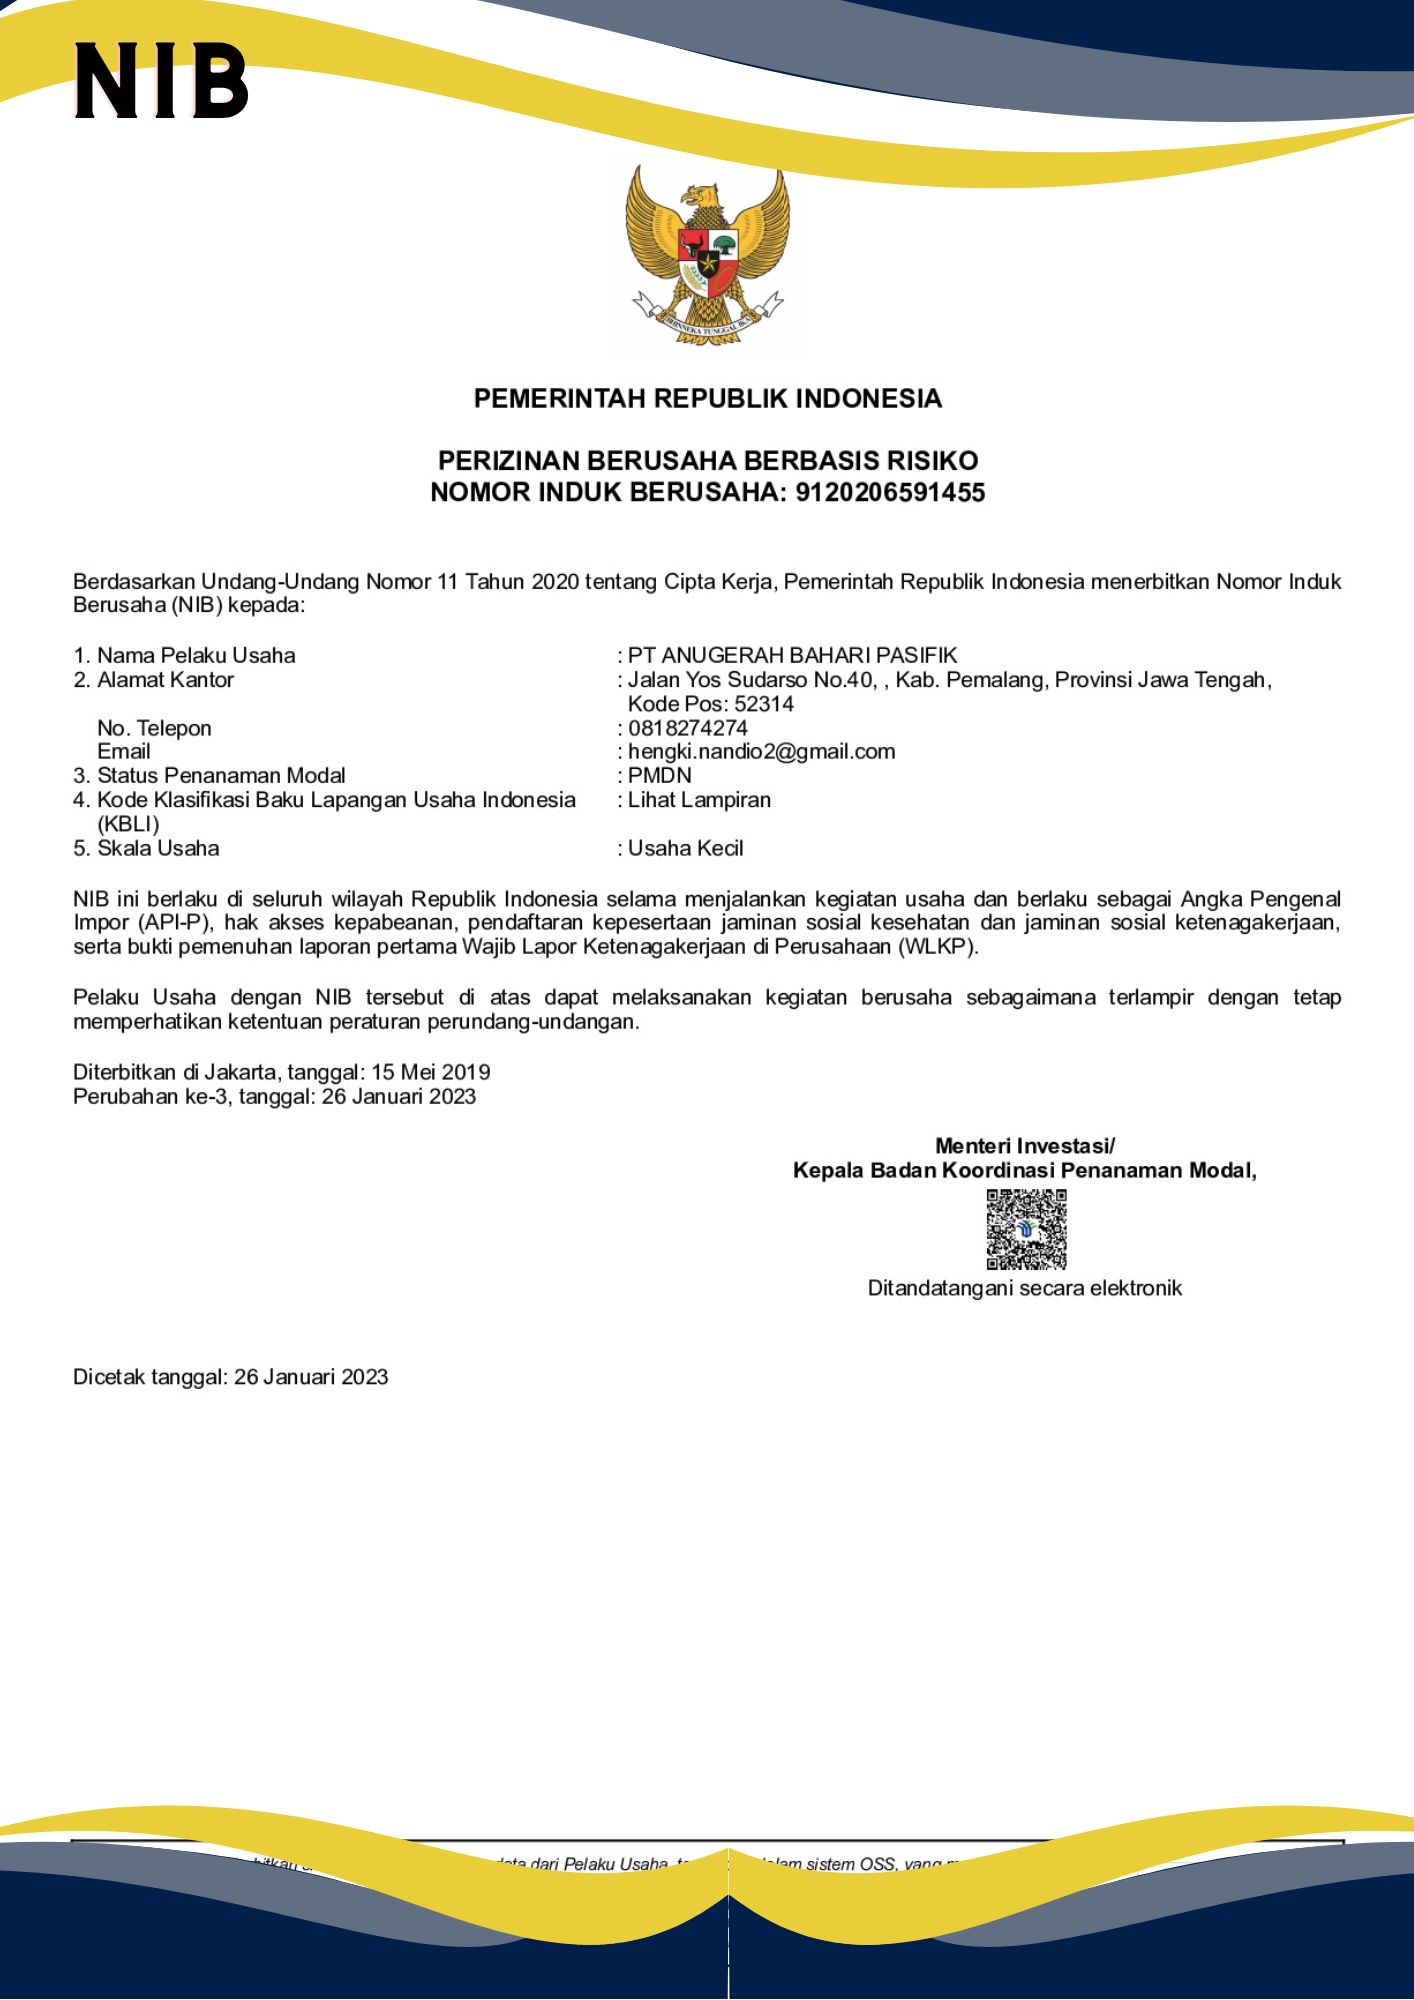 NIB
BHINNEKA TUNGGAL IKA
PEMERINTAH REPUBLIK INDONESIA
PERIZINAN BERUSAHA BERBASIS RISIKO
NOMOR INDUK BERUSAHA: 9120206591455
Berdasarkan Undang-Undang Nomor 11 Tahun 2020 tentang Cipta Kerja, Pemerintah Republik Indonesia menerbitkan Nomor Induk
Berusaha (NIB) kepada:
1. Nama Pelaku Usaha : PT ANUGERAH BAHARI PASIFIK
2. Alamat Kantor : Jalan Yos Sudarso No.40, , Kab. Pemalang, Provinsi Jawa Tengah,
Kode Pos: 52314
No. Telepon : 0818274274
Email : hengki.nandio2@gmail.com
3. Status Penanaman Modal : PMDN
4. Kode Klasifikasi Baku Lapangan Usaha Indonesia : Lihat Lampiran
(KBLI)
5. Skala Usaha : Usaha Kecil
NIB ini berlaku di seluruh wilayah Republik Indonesia selama menjalankan kegiatan usaha dan berlaku sebagai Angka Pengenal
Impor (API-P), hak akses kepabeanan, pendaftaran kepesertaan jaminan sosial kesehatan dan jaminan sosial ketenagakerjaan,
serta bukti pemenuhan laporan pertama Wajib Lapor Ketenagakerjaan di Perusahaan (WLKP).
Pelaku Usaha dengan NIB tersebut di atas dapat melaksanakan kegiatan berusaha sebagaimana terlampir dengan tetap
memperhatikan ketentuan peraturan perundang-undangan.
Diterbitkan di Jakarta, tanggal: 15 Mei 2019
Perubahan ke-3, tanggal: 26 Januari 2023
Menteri Investasi/
Kepala Badan Koordinasi Penanaman Modal,
Ditandatangani secara elektronik
Dicetak tanggal: 26 Januari 2023
dari Pelaku Usaha, sistem OSS, yang